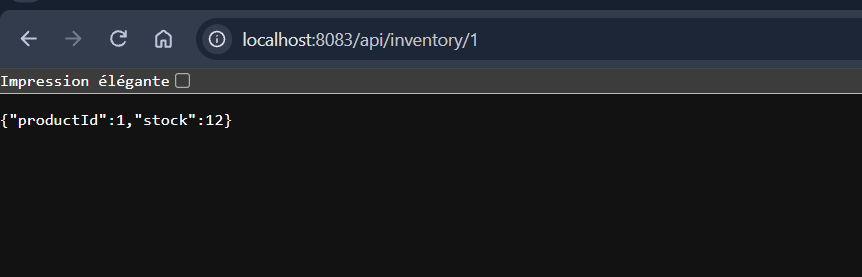 localhost:8083/api/inventory/1
Impression élégante
{"productId":1,"stock":12}